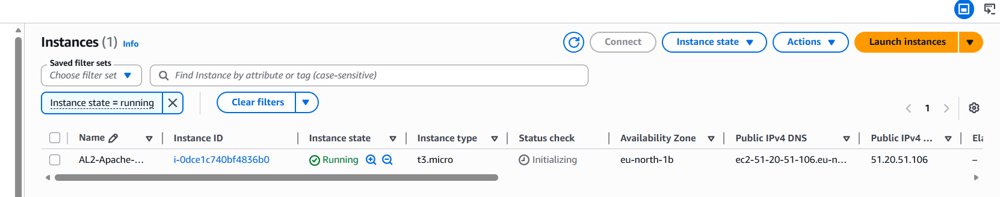 Instances (1) Info
Connect
Instance state
Actions
Launch instances
Saved filter sets
Choose filter set
Find Instance by attribute or tag (case-sensitive)
Instance state = running
Clear filters
1
Name Instance ID Instance state Instance type Status check Availability Zone Public IPv4 DNS Public IPv4 ... Ela
AL2-Apache-... i-0dce1c740bf4836b0 Running t3.micro Initializing eu-north-1b ec2-51-20-51-106.eu-n... 51.20.51.106 –